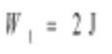 W₁ = 2 J